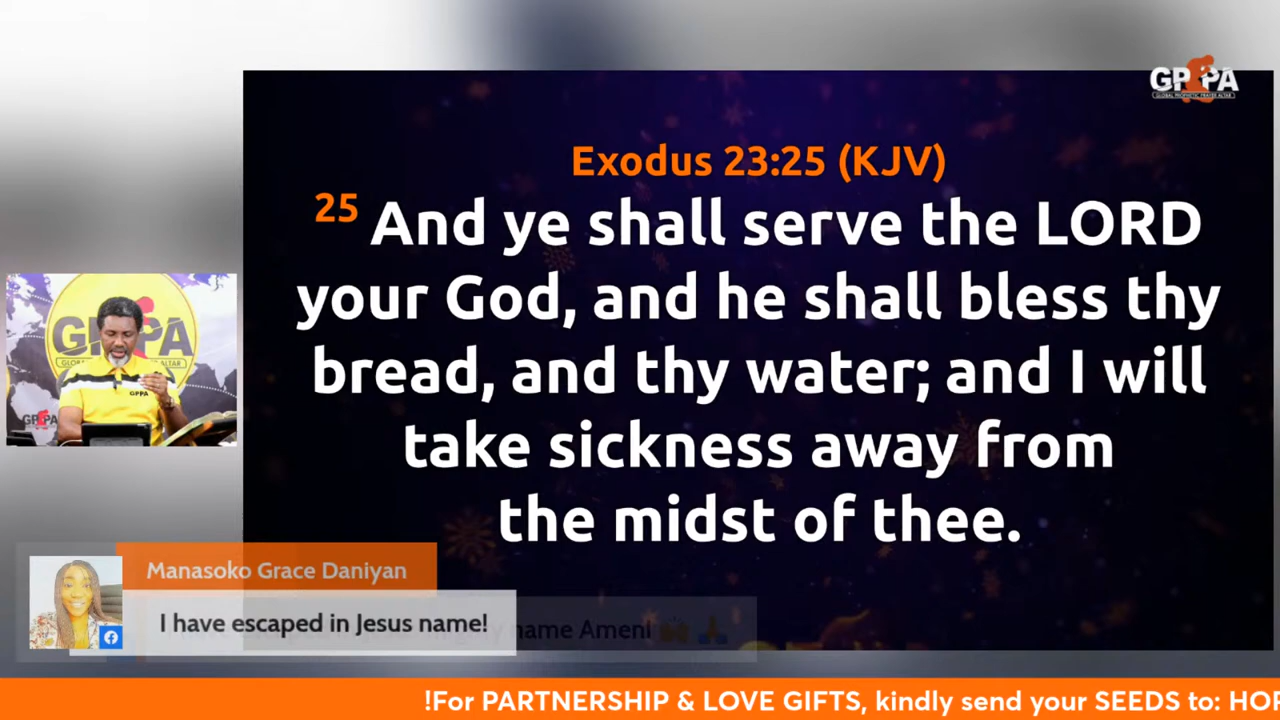 GPPA
GLOBAL PROPHETIC PRAYER ALTAR
Exodus 23:25 (KJV)
25 And ye shall serve the LORD
your God, and he shall bless thy
bread, and thy water; and I will
take sickness away from
the midst of thee.
GPPA
ALTAR
GPPA
Manasoko Grace Daniyan
I have escaped in Jesus name!
name Amen
!For PARTNERSHIP & LOVE GIFTS, kindly send your SEEDS to: